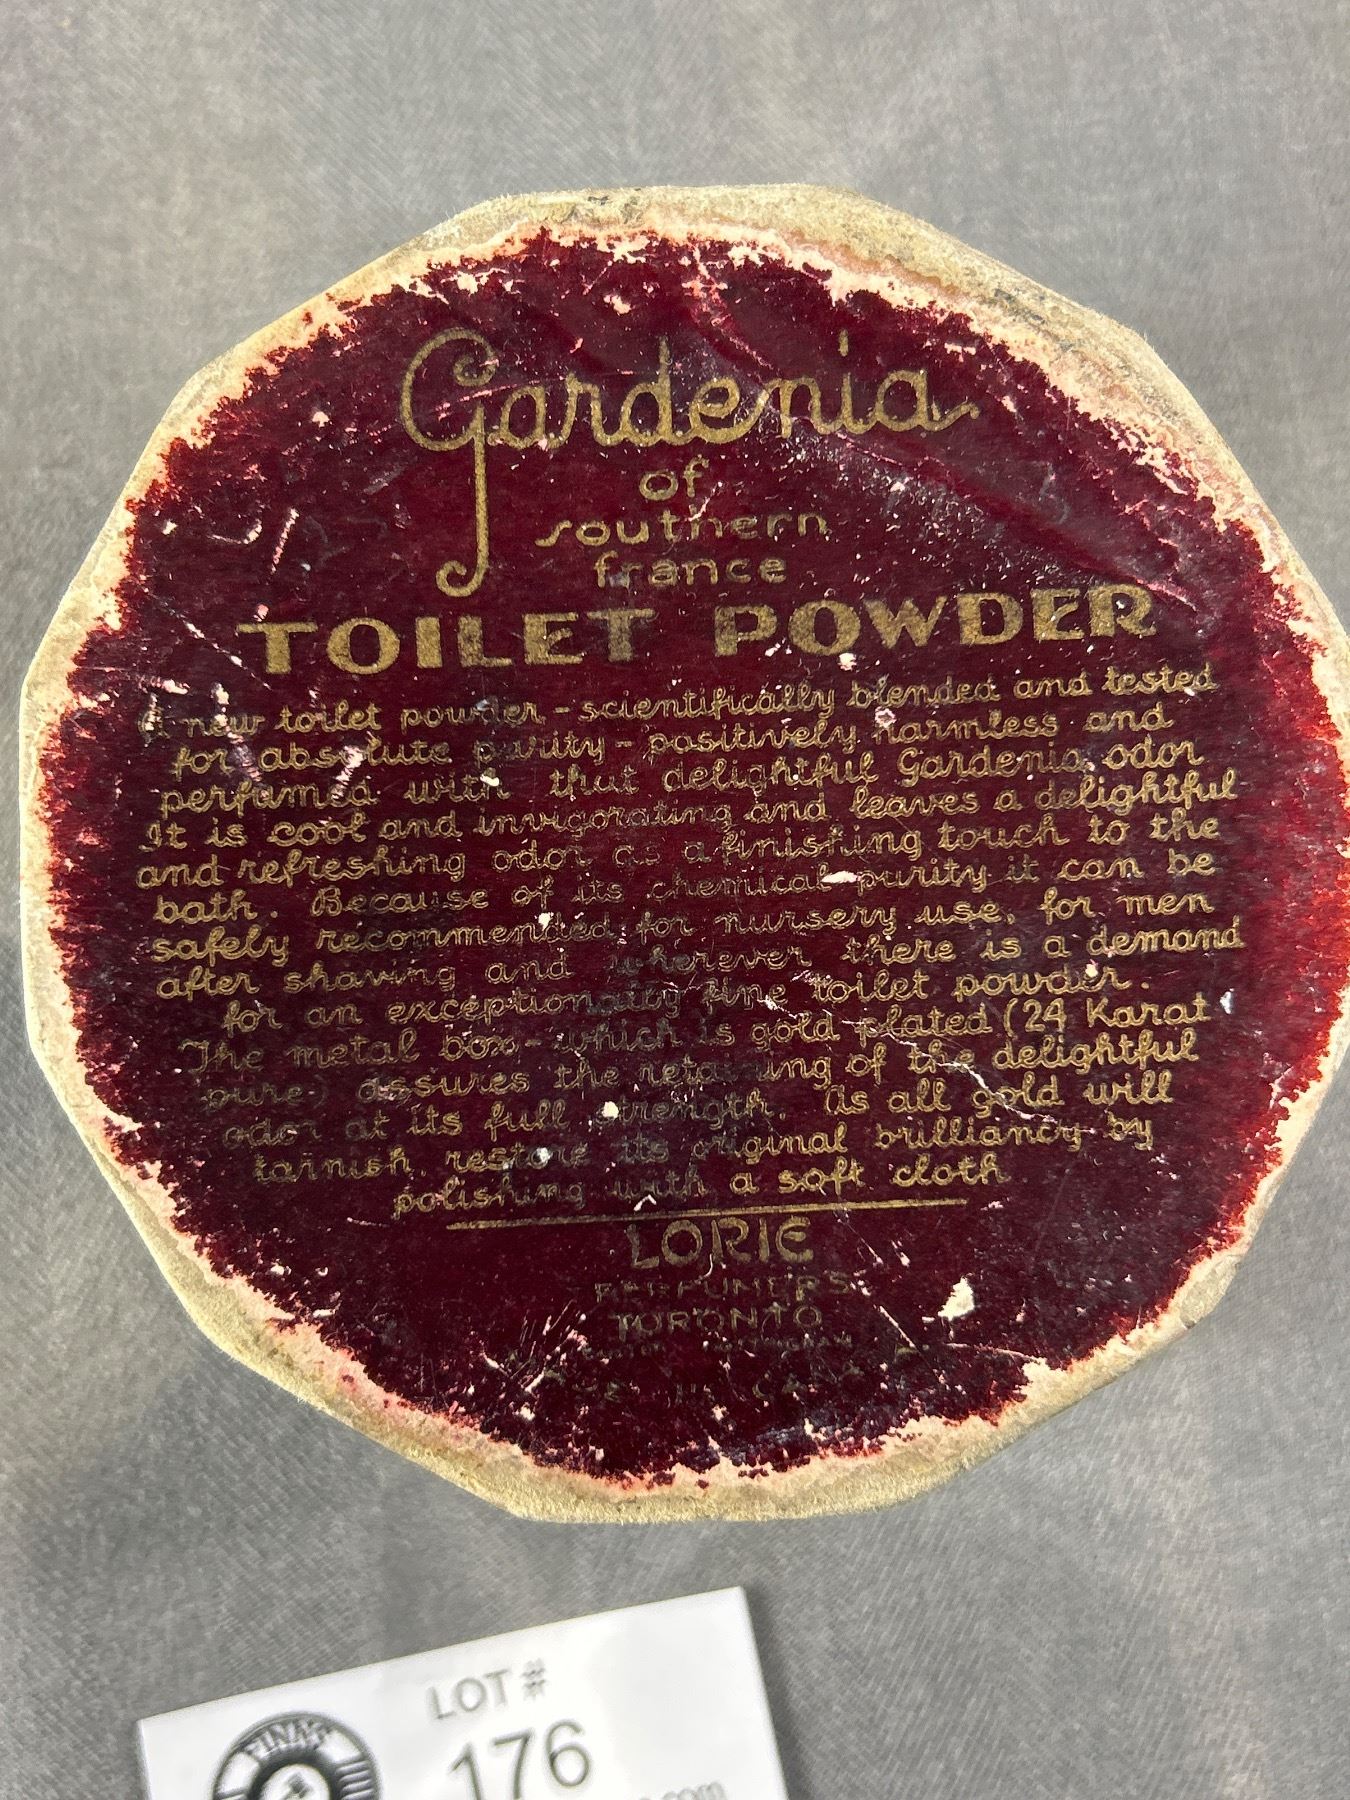 Gardenia
of
southern
france
TOILET POWDER
A new toilet powder - scientifically blended and tested
for absolute purity - positively harmless and
perfumed with that delightful Gardenia odor
It is cool and invigorating and leaves a delightful
and refreshing odor as a finishing touch to the
bath. Because of its chemical purity it can be
safely recommended for nursery use, for men
after shaving and wherever there is a demand
for an exceptionally fine toilet powder.
The metal box - which is gold plated (24 Karat
pure) assures the retaining of the delightful
odor at its full strength. As all gold will
tarnish, restore its original brilliancy by
polishing with a soft cloth
LORIE
PERFUMERS
TORONTO
LOT #
176